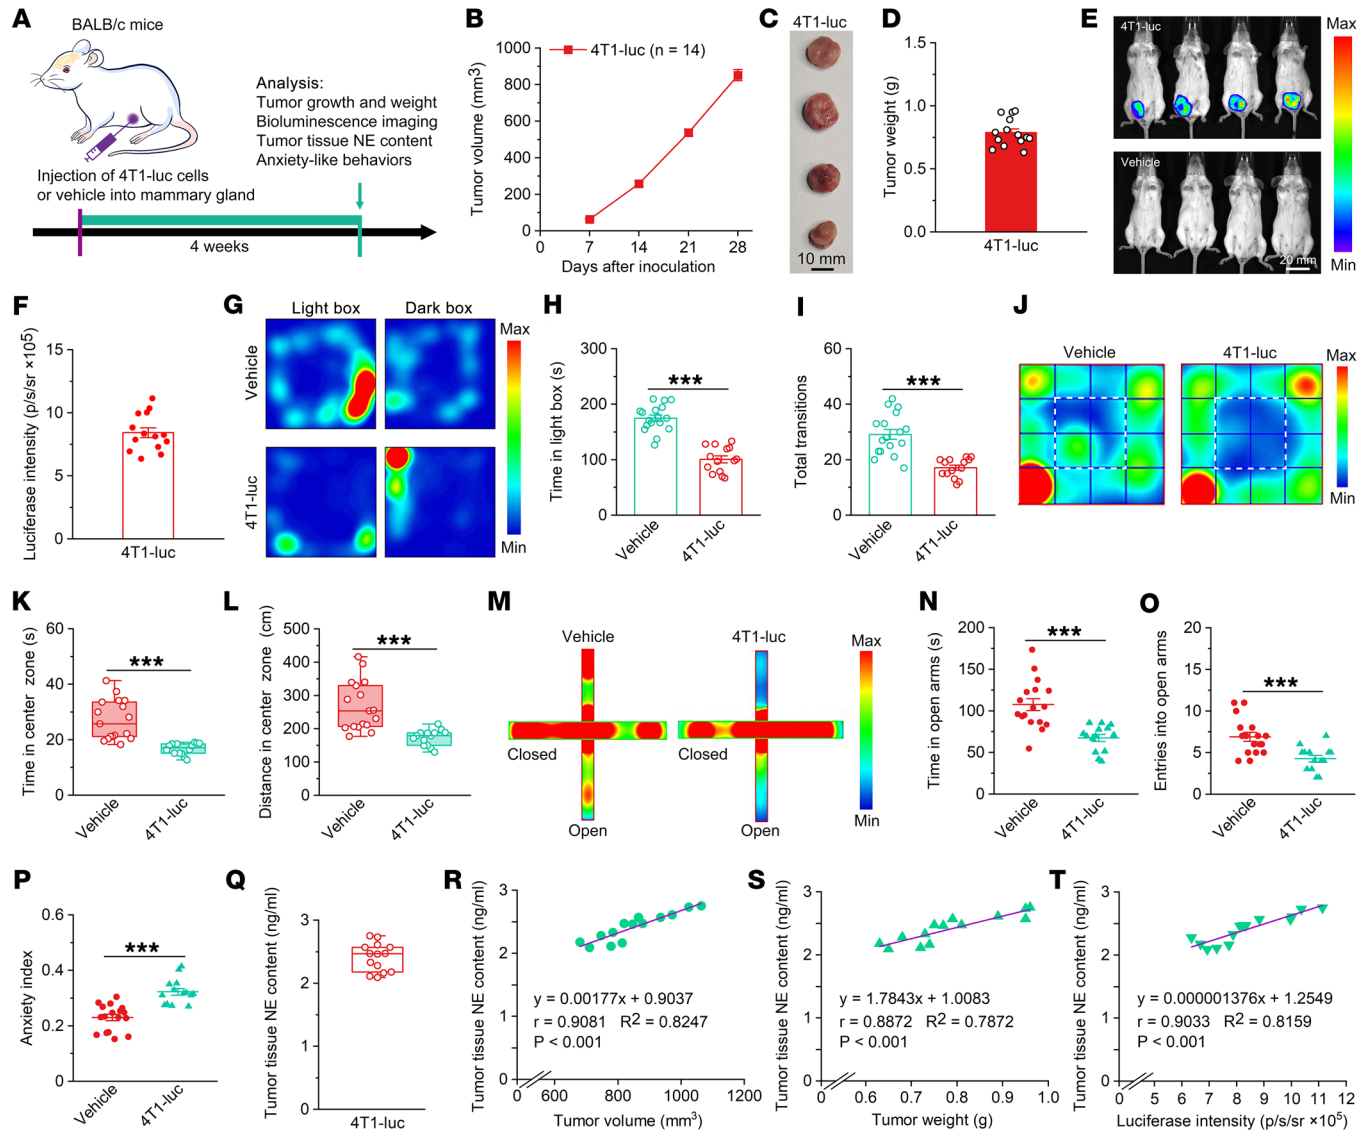 A
BALB/c mice
Analysis:
Tumor growth and weight
Bioluminescence imaging
Tumor tissue NE content
Anxiety-like behaviors
Injection of 4T1-luc cells
or vehicle into mammary gland
4 weeks
B
4T1-luc (n = 14)
Tumor volume (mm3)
1000
800
600
400
200
0
0
7
14
21
28
Days after inoculation
C
4T1-luc
10 mm
D
Tumor weight (g)
1.5
1.0
0.5
0.0
4T1-luc
E
4T1-luc
Vehicle
20 mm
Max
Min
F
Luciferase intensity (p/s/sr ×105)
15
10
5
0
4T1-luc
G
Light box
Dark box
Vehicle
4T1-luc
Max
Min
H
Time in light box (s)
300
200
100
0
***
Vehicle
4T1-luc
I
Total transitions
60
40
20
0
***
Vehicle
4T1-luc
J
Vehicle
4T1-luc
Max
Min
K
Time in center zone (s)
60
40
20
0
***
Vehicle
4T1-luc
L
Distance in center zone (cm)
500
400
300
200
100
0
***
Vehicle
4T1-luc
M
Vehicle
4T1-luc
Closed
Closed
Open
Open
Max
Min
N
Time in open arms (s)
200
150
100
50
0
***
Vehicle
4T1-luc
O
Entries into open arms
20
15
10
5
0
***
Vehicle
4T1-luc
P
Anxiety index
0.6
0.4
0.2
0
***
Vehicle
4T1-luc
Q
Tumor tissue NE content (ng/ml)
3
2
1
0
4T1-luc
R
Tumor tissue NE content (ng/ml)
3
2
1
0
y = 0.00177x + 0.9037
r = 0.9081 R2 = 0.8247
P < 0.001
0
600
800
1000
1200
Tumor volume (mm3)
S
Tumor tissue NE content (ng/ml)
3
2
1
0
y = 1.7843x + 1.0083
r = 0.8872 R2 = 0.7872
P < 0.001
0
0.6
0.7
0.8
0.9
1.0
Tumor weight (g)
T
Tumor tissue NE content (ng/ml)
3
2
1
0
y = 0.000001376x + 1.2549
r = 0.9033 R2 = 0.8159
P < 0.001
0
5
6
7
8
9
10
11
12
Luciferase intensity (p/s/sr ×105)